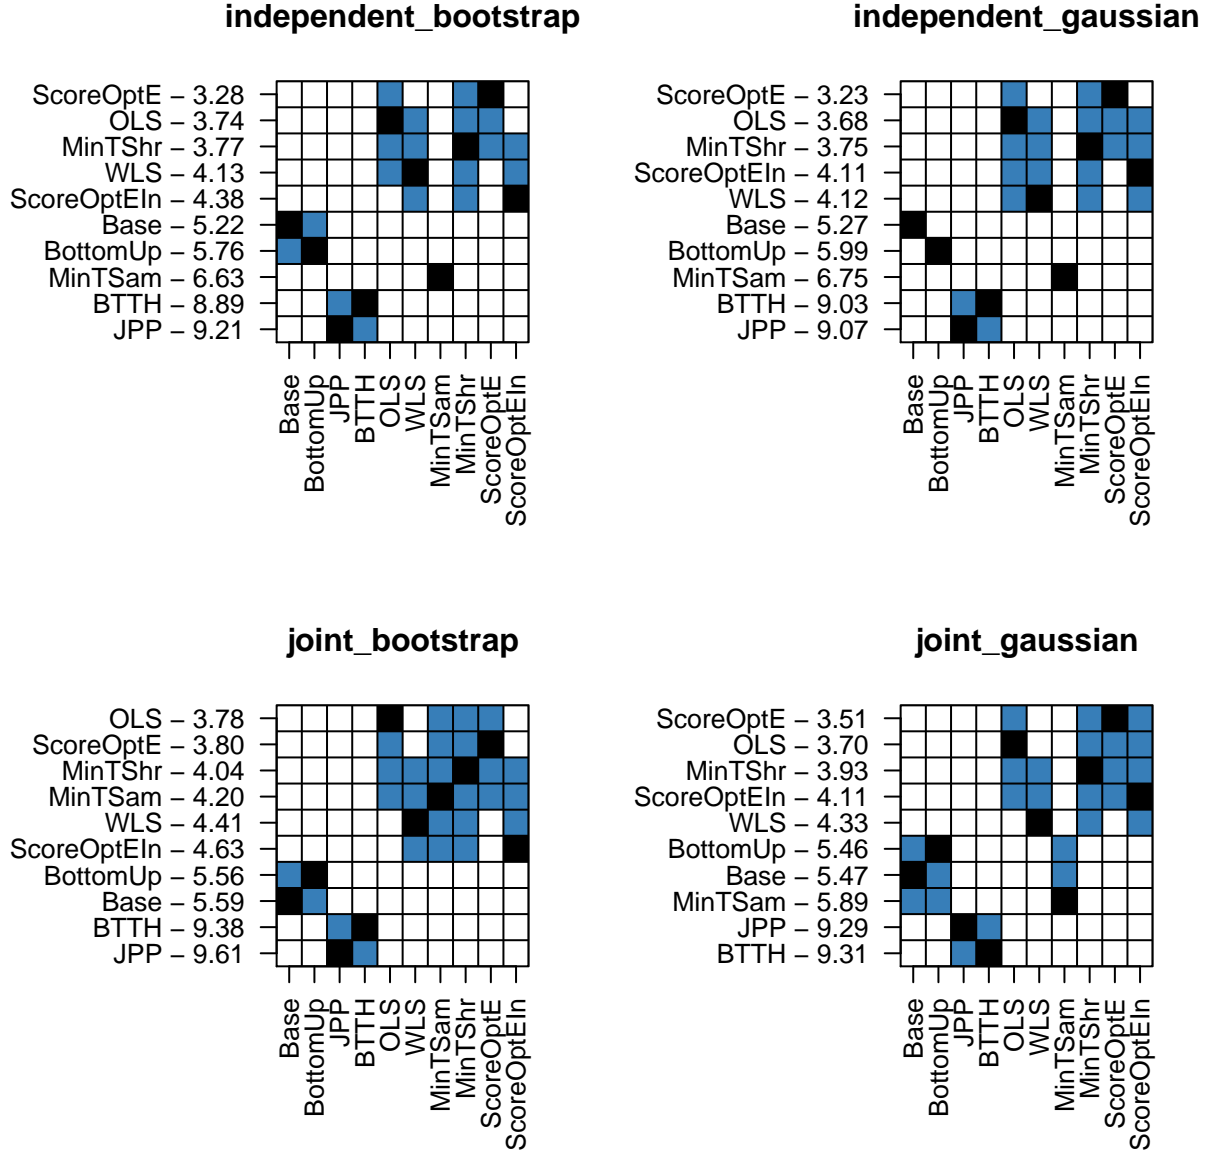 independent_bootstrap
ScoreOptE − 3.28
OLS − 3.74
MinTShr − 3.77
WLS − 4.13
ScoreOptEIn − 4.38
Base − 5.22
BottomUp − 5.76
MinTSam − 6.63
BTTH − 8.89
JPP − 9.21
Base
BottomUp
JPP
BTTH
OLS
WLS
MinTSam
MinTShr
ScoreOptE
ScoreOptEIn
independent_gaussian
ScoreOptE − 3.23
OLS − 3.68
MinTShr − 3.75
ScoreOptEIn − 4.11
WLS − 4.12
Base − 5.27
BottomUp − 5.99
MinTSam − 6.75
BTTH − 9.03
JPP − 9.07
Base
BottomUp
JPP
BTTH
OLS
WLS
MinTSam
MinTShr
ScoreOptE
ScoreOptEIn
joint_bootstrap
OLS − 3.78
ScoreOptE − 3.80
MinTShr − 4.04
MinTSam − 4.20
WLS − 4.41
ScoreOptEIn − 4.63
BottomUp − 5.56
Base − 5.59
BTTH − 9.38
JPP − 9.61
Base
BottomUp
JPP
BTTH
OLS
WLS
MinTSam
MinTShr
ScoreOptE
ScoreOptEIn
joint_gaussian
ScoreOptE − 3.51
OLS − 3.70
MinTShr − 3.93
ScoreOptEIn − 4.11
WLS − 4.33
BottomUp − 5.46
Base − 5.47
MinTSam − 5.89
JPP − 9.29
BTTH − 9.31
Base
BottomUp
JPP
BTTH
OLS
WLS
MinTSam
MinTShr
ScoreOptE
ScoreOptEIn